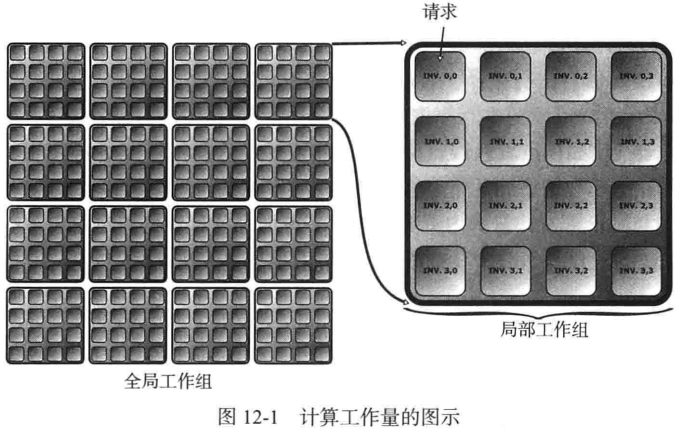 请求
INV. 0,0 INV. 0,1 INV. 0,2 INV. 0,3
INV. 1,0 INV. 1,1 INV. 1,2 INV. 1,3
INV. 2,0 INV. 2,1 INV. 2,2 INV. 2,3
INV. 3,0 INV. 3,1 INV. 3,2 INV. 3,3
局部工作组
全局工作组
图 12-1 计算工作量的图示